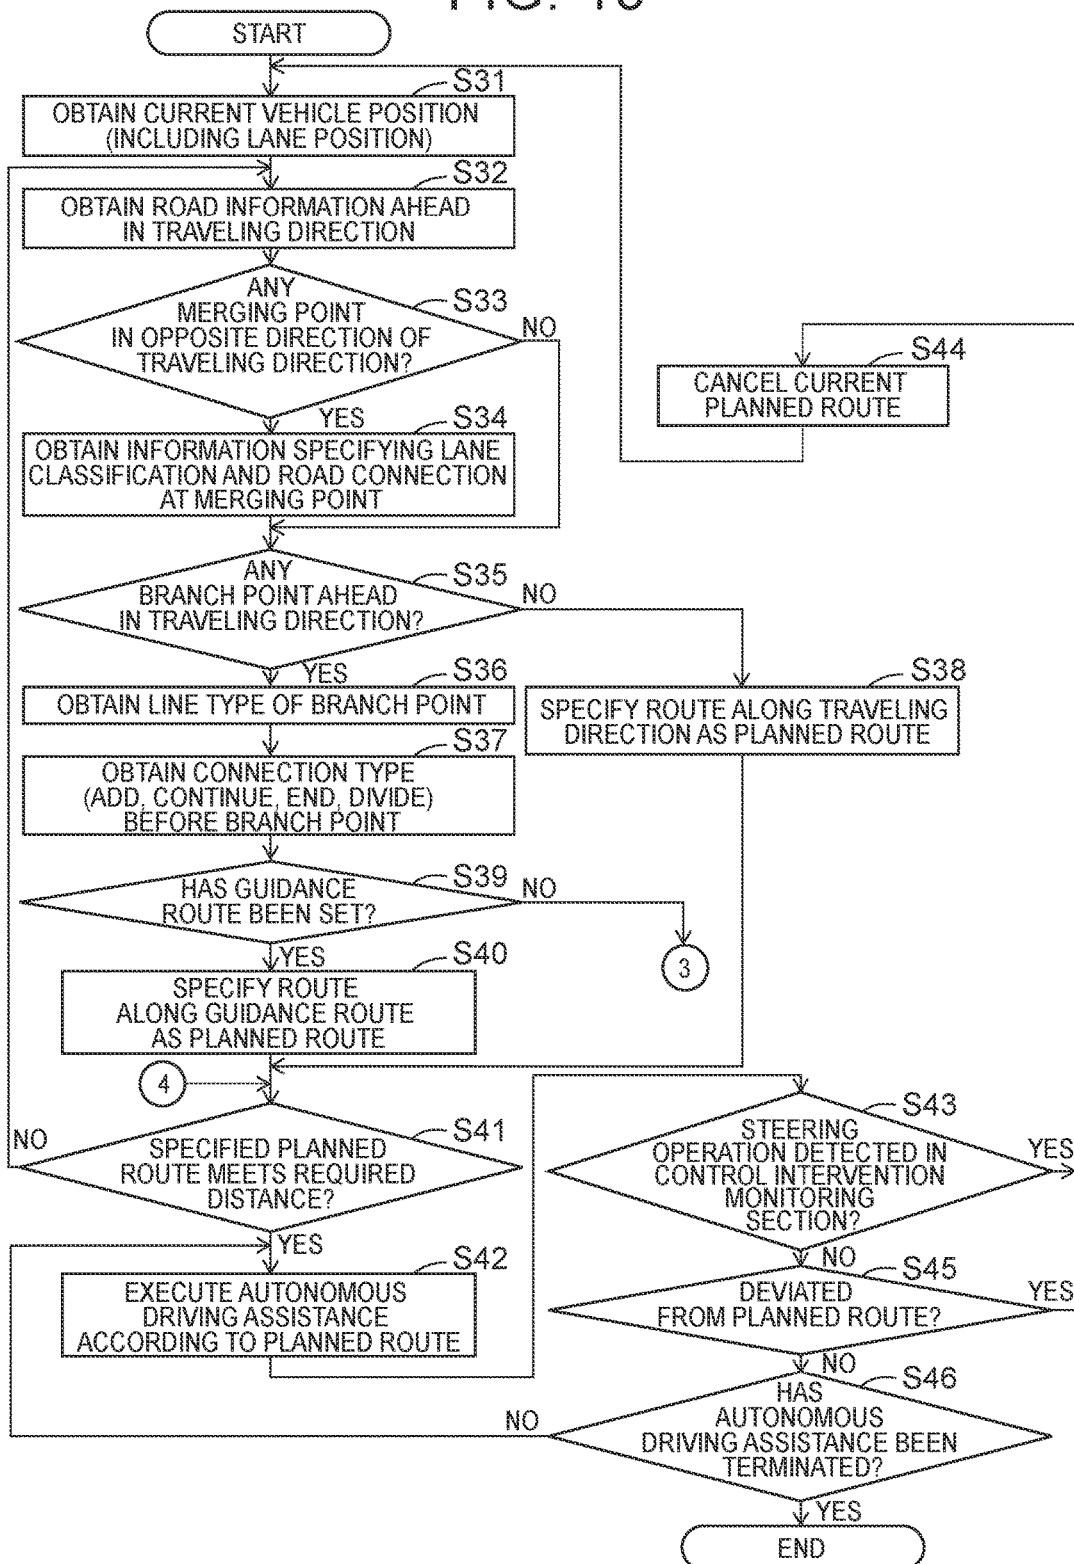 START
S31
OBTAIN CURRENT VEHICLE POSITION
(INCLUDING LANE POSITION)
S32
OBTAIN ROAD INFORMATION AHEAD
IN TRAVELING DIRECTION
ANY
MERGING POINT
IN OPPOSITE DIRECTION OF
TRAVELING DIRECTION?
S33
NO
YES
S34
OBTAIN INFORMATION SPECIFYING LANE
CLASSIFICATION AND ROAD CONNECTION
AT MERGING POINT
S44
CANCEL CURRENT
PLANNED ROUTE
ANY
BRANCH POINT AHEAD
IN TRAVELING DIRECTION?
S35
NO
YES
S36
OBTAIN LINE TYPE OF BRANCH POINT
S38
SPECIFY ROUTE ALONG TRAVELING
DIRECTION AS PLANNED ROUTE
S37
OBTAIN CONNECTION TYPE
(ADD, CONTINUE, END, DIVIDE)
BEFORE BRANCH POINT
HAS GUIDANCE
ROUTE BEEN SET?
S39
NO
3
YES
S40
SPECIFY ROUTE
ALONG GUIDANCE ROUTE
AS PLANNED ROUTE
4
NO
SPECIFIED PLANNED
ROUTE MEETS REQUIRED
DISTANCE?
S41
YES
S42
EXECUTE AUTONOMOUS
DRIVING ASSISTANCE
ACCORDING TO PLANNED ROUTE
S43
STEERING
OPERATION DETECTED IN
CONTROL INTERVENTION
MONITORING
SECTION?
YES
NO
S45
DEVIATED
FROM PLANNED ROUTE?
YES
NO
S46
HAS
AUTONOMOUS
DRIVING ASSISTANCE BEEN
TERMINATED?
NO
YES
END